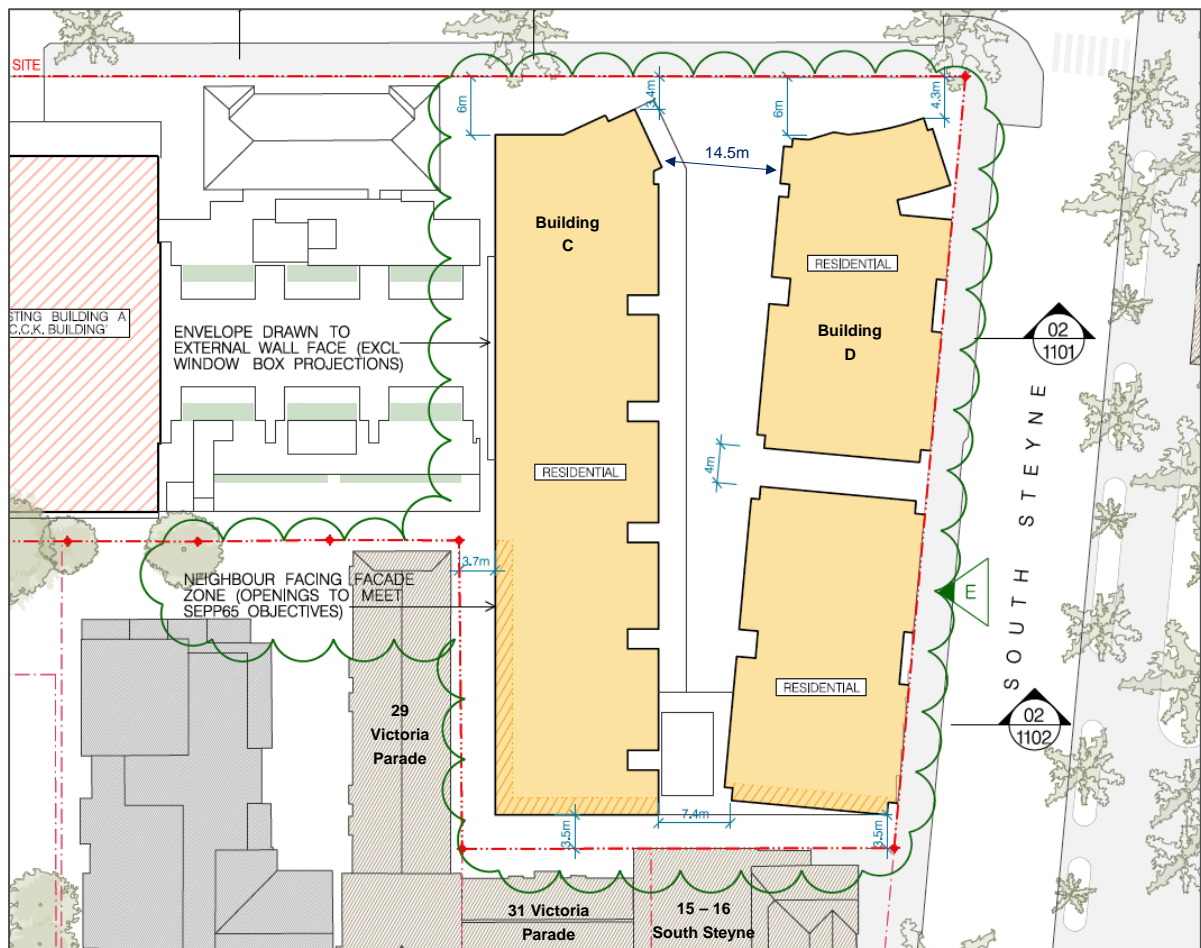 SITE
6m
3.4m
6m
4.3m
14.5m
Building
C
RESIDENTIAL
STING BUILDING A
C.C.K. BUILDING'
ENVELOPE DRAWN TO
EXTERNAL WALL FACE (EXCL
WINDOW BOX PROJECTIONS)
Building
D
02
1101
RESIDENTIAL
4m
SOUTH STEYNE
3.7m
NEIGHBOUR FACING FACADE
ZONE (OPENINGS TO MEET
SEPP65 OBJECTIVES)
E
RESIDENTIAL
29
Victoria
Parade
02
1102
3.5m
7.4m
3.5m
31 Victoria
Parade
15 – 16
South Steyne